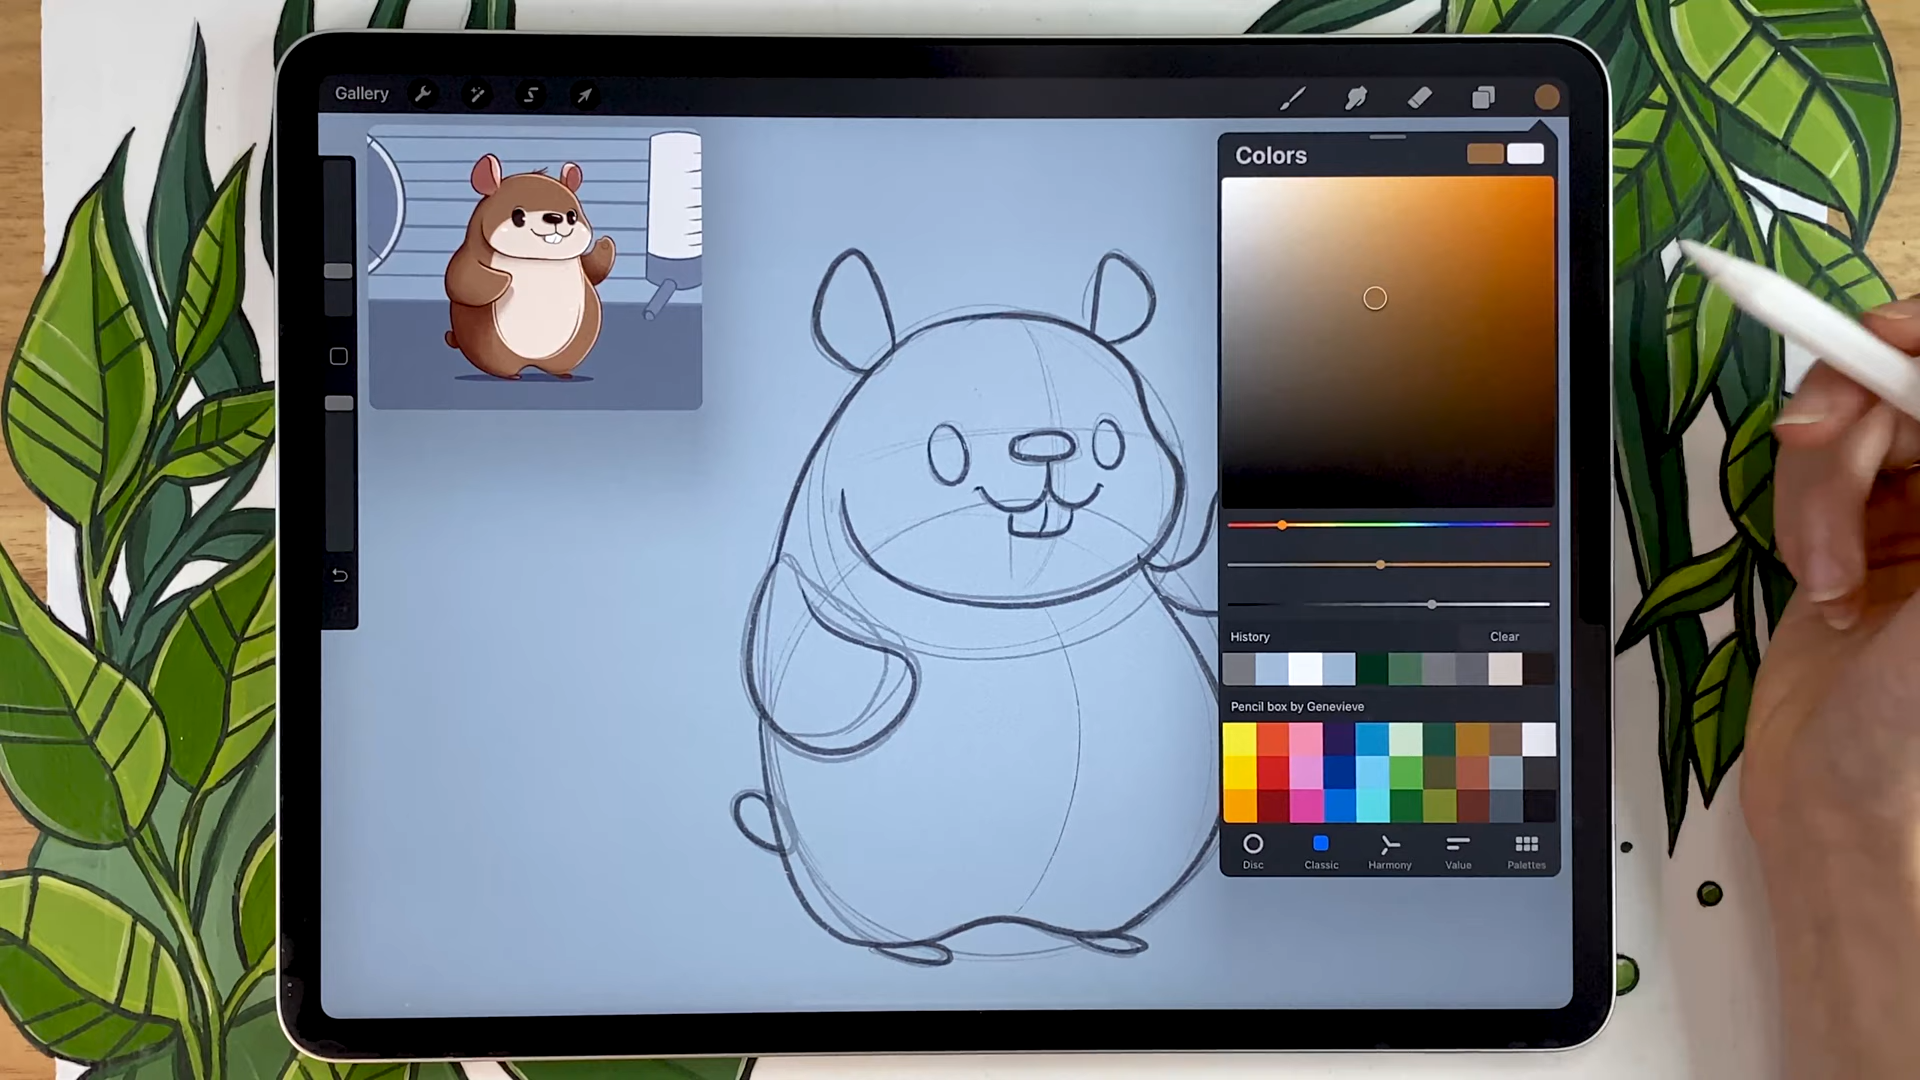 Gallery
Colors
History Clear
Pencil box by Genevieve
Disc Classic Harmony Value Palettes